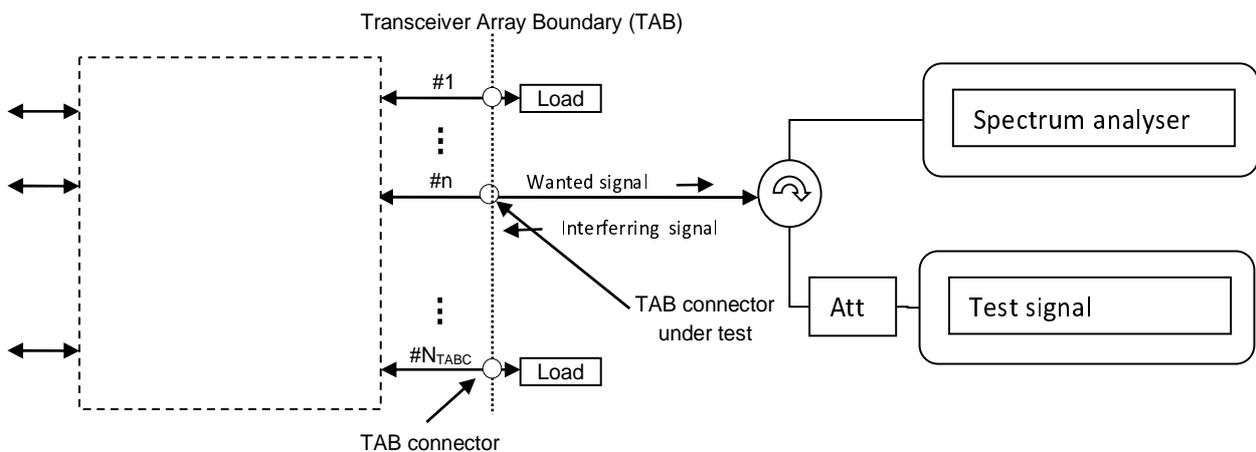 Transceiver Array Boundary (TAB)
#1
Load
Spectrum analyser
#n
Wanted signal
Interferring signal
TAB connector
under test
Att
Test signal
#NTABC
Load
TAB connector